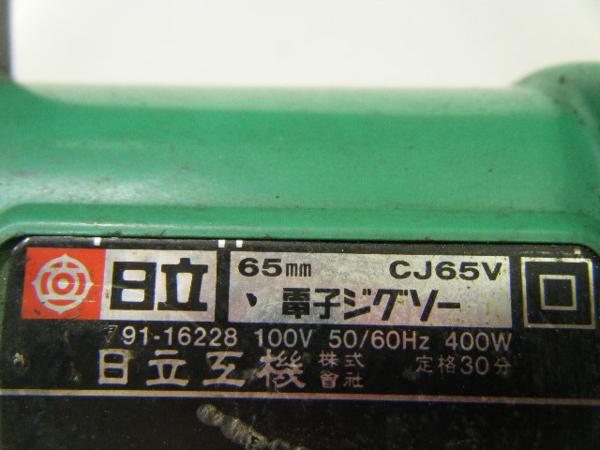 日立
65mm CJ65V
電子ジグソー
▽91-16228 100V 50/60Hz 400W
日立工機 株式會社 定格30分